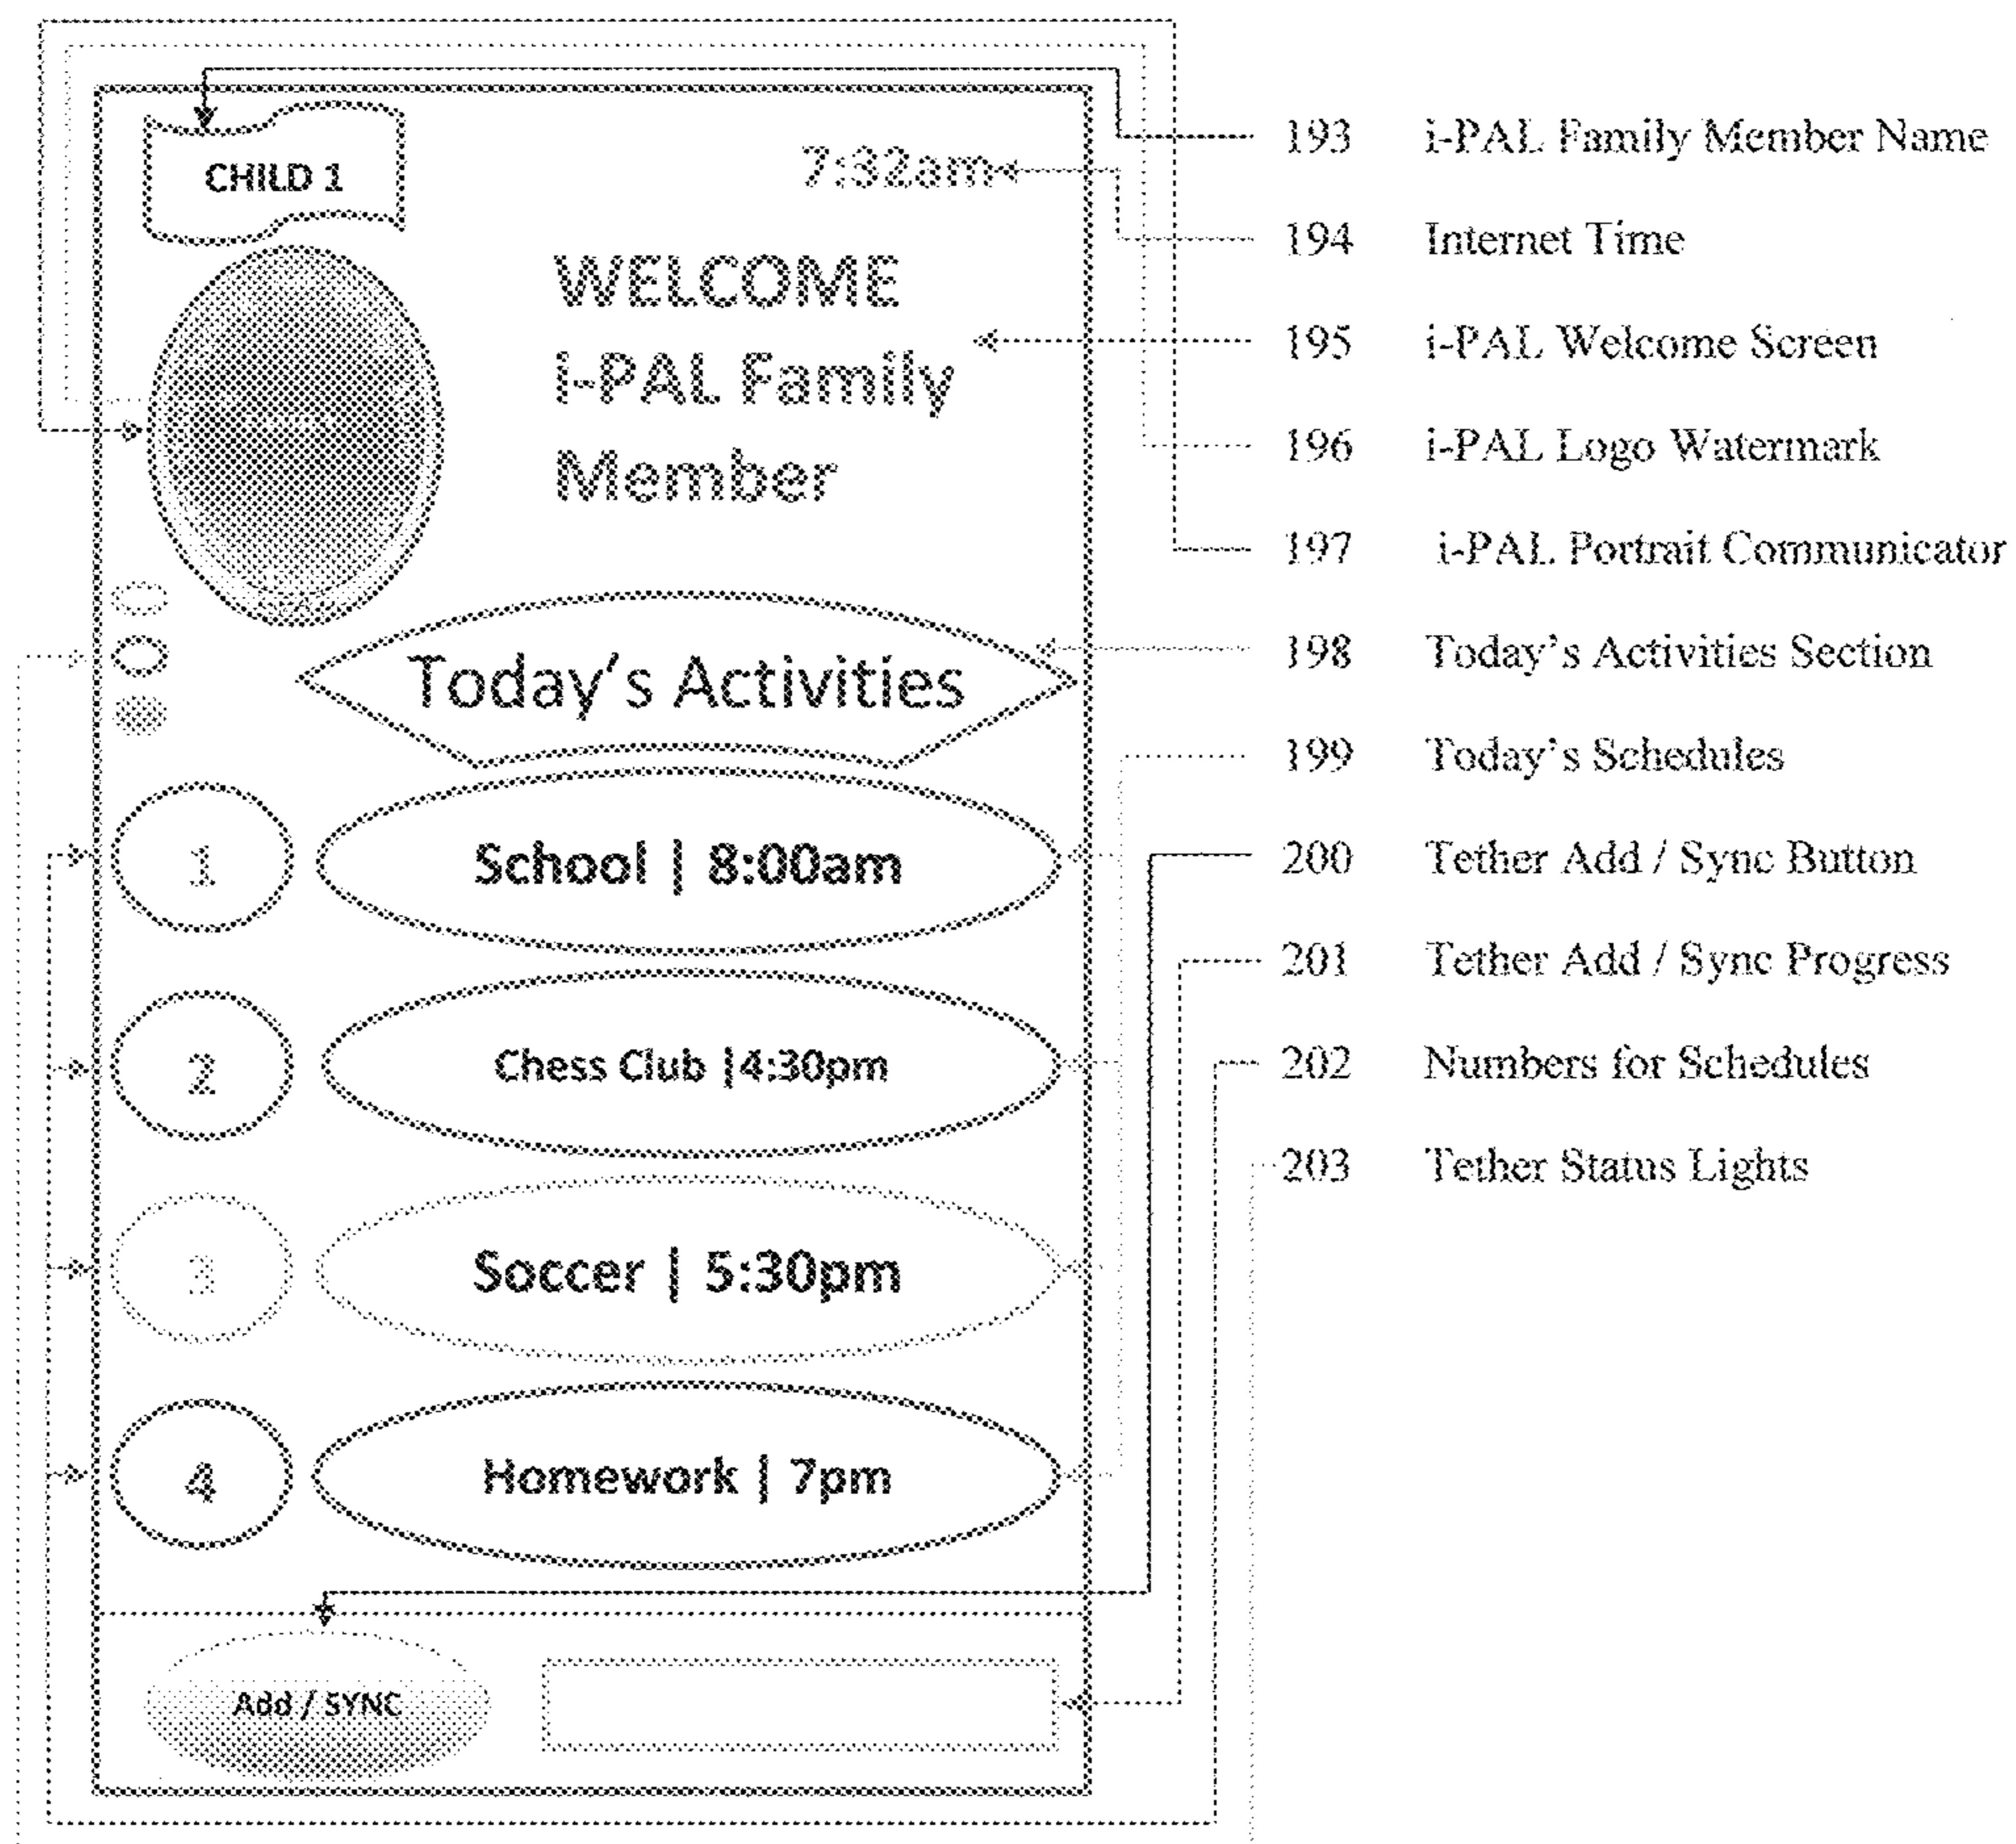 CHILD 1
7:32am
WELCOME
i-PAL Family
Member
Today's Activities
1
School | 8:00am
2
Chess Club |4:30pm
3
Soccer | 5:30pm
4
Homework | 7pm
Add / SYNC
193 i-PAL Family Member Name
194 Internet Time
195 i-PAL Welcome Screen
196 i-PAL Logo Watermark
197 i-PAL Portrait Communicator
198 Today's Activities Section
199 Today's Schedules
200 Tether Add / Sync Button
201 Tether Add / Sync Progress
202 Numbers for Schedules
203 Tether Status Lights